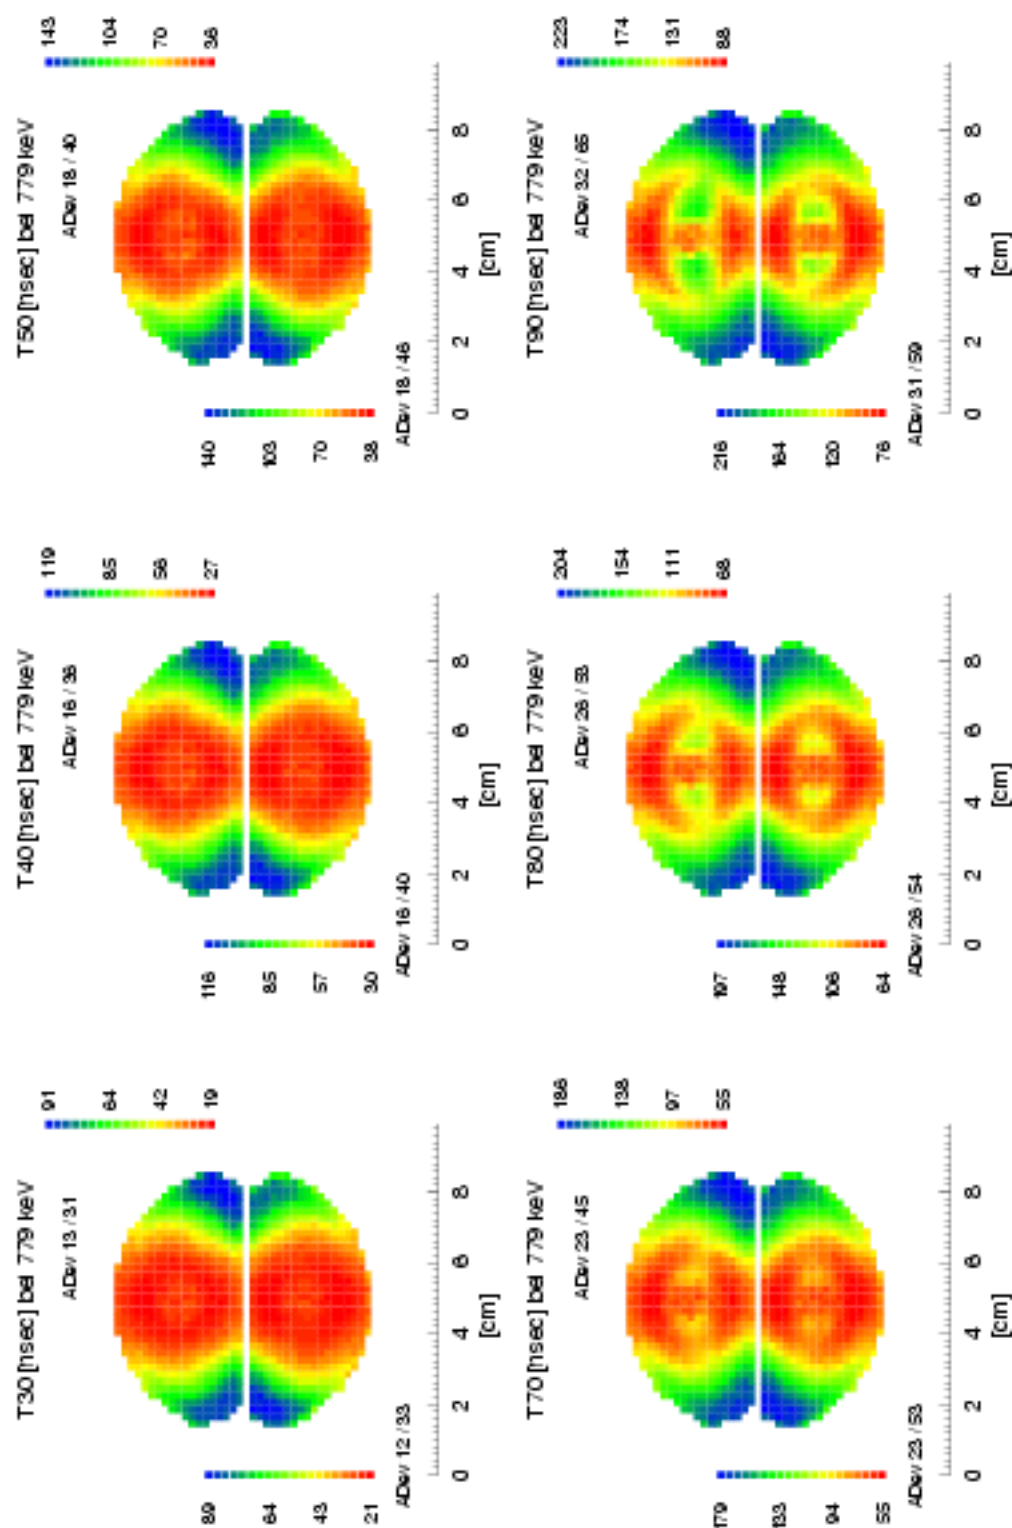 T30 [nsec] bei 779 keV
91
64
42
19
ADev 13 / 31
89
64
43
21
ADev 12 / 33
0 2 4 6 8
[cm]
T40 [nsec] bei 779 keV
119
85
56
27
ADev 16 / 36
116
85
57
30
ADev 16 / 40
0 2 4 6 8
[cm]
T50 [nsec] bei 779 keV
143
104
70
36
ADev 18 / 40
140
103
70
38
ADev 18 / 46
0 2 4 6 8
[cm]
T70 [nsec] bei 779 keV
186
138
97
55
ADev 23 / 45
179
133
94
55
ADev 23 / 53
0 2 4 6 8
[cm]
T80 [nsec] bei 779 keV
204
154
111
68
ADev 26 / 53
197
148
106
64
ADev 26 / 54
0 2 4 6 8
[cm]
T90 [nsec] bei 779 keV
223
174
131
88
ADev 32 / 65
216
164
120
76
ADev 31 / 59
0 2 4 6 8
[cm]